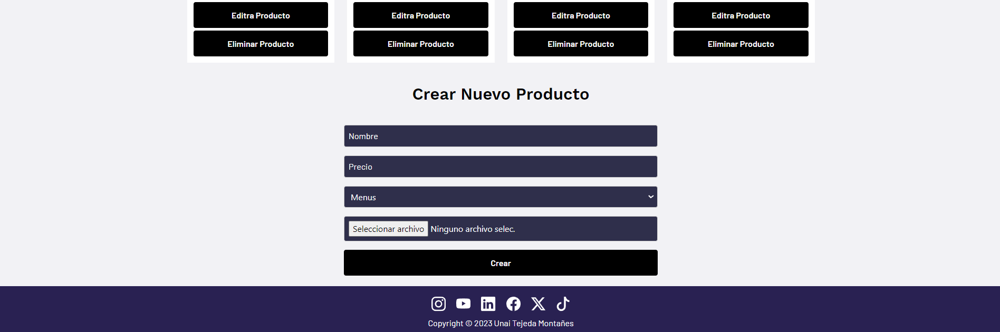 Editra Producto Editra Producto Editra Producto Editra Producto
Eliminar Producto Eliminar Producto Eliminar Producto Eliminar Producto
Crear Nuevo Producto
Nombre
Precio
Menus
Seleccionar archivo Ninguno archivo selec.
Crear
Copyright © 2023 Unai Tejeda Montañes